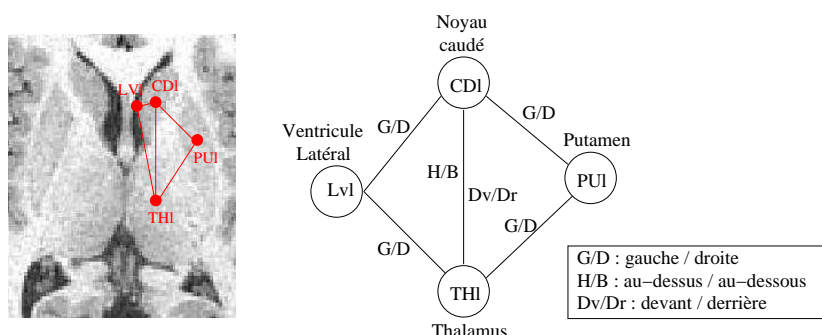 LVl
CDl
PUl
THl
Noyau
caudé
CDl
G/D
G/D
Ventricule
Latéral
Putamen
H/B
Lvl
PUl
Dv/Dr
G/D
G/D
THl
Thalamus
G/D : gauche / droite
H/B : au−dessus / au−dessous
Dv/Dr : devant / derrière